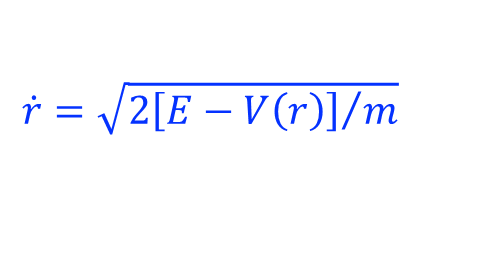 ṙ = √2[E − V(r)]/m